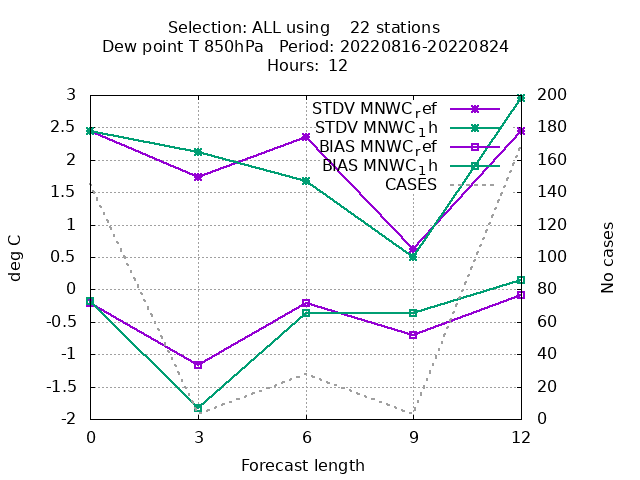 Selection: ALL using    22 stations
Dew point T 850hPa   Period: 20220816-20220824
Hours:  12
3
2.5
2
1.5
1
0.5
0
-0.5
-1
-1.5
-2
deg C
STDV MNWC_ref
STDV MNWC_1h
BIAS MNWC_ref
BIAS MNWC_1h
CASES
200
180
160
140
120
100
80
60
40
20
0
No cases
0 3 6 9 12
Forecast length